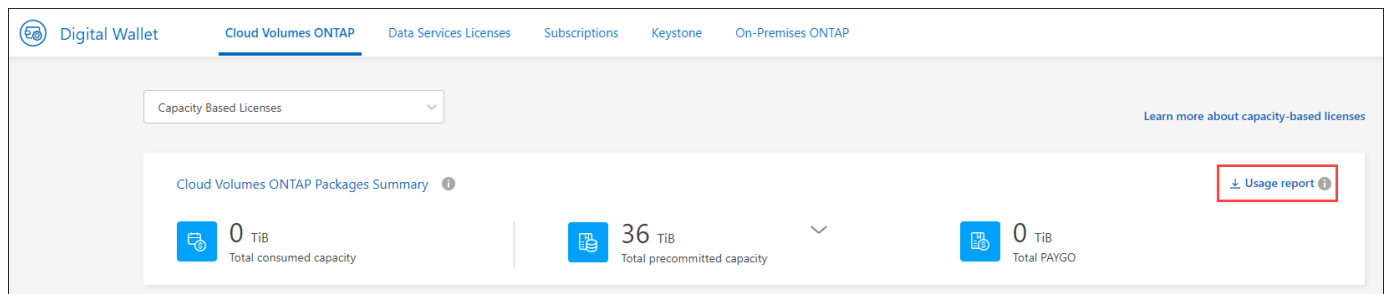 Digital Wallet Cloud Volumes ONTAP Data Services Licenses Subscriptions Keystone On-Premises ONTAP
Capacity Based Licenses
Learn more about capacity-based licenses
Cloud Volumes ONTAP Packages Summary Usage report
0 TiB
Total consumed capacity
36 TiB
Total precommitted capacity
0 TiB
Total PAYGO